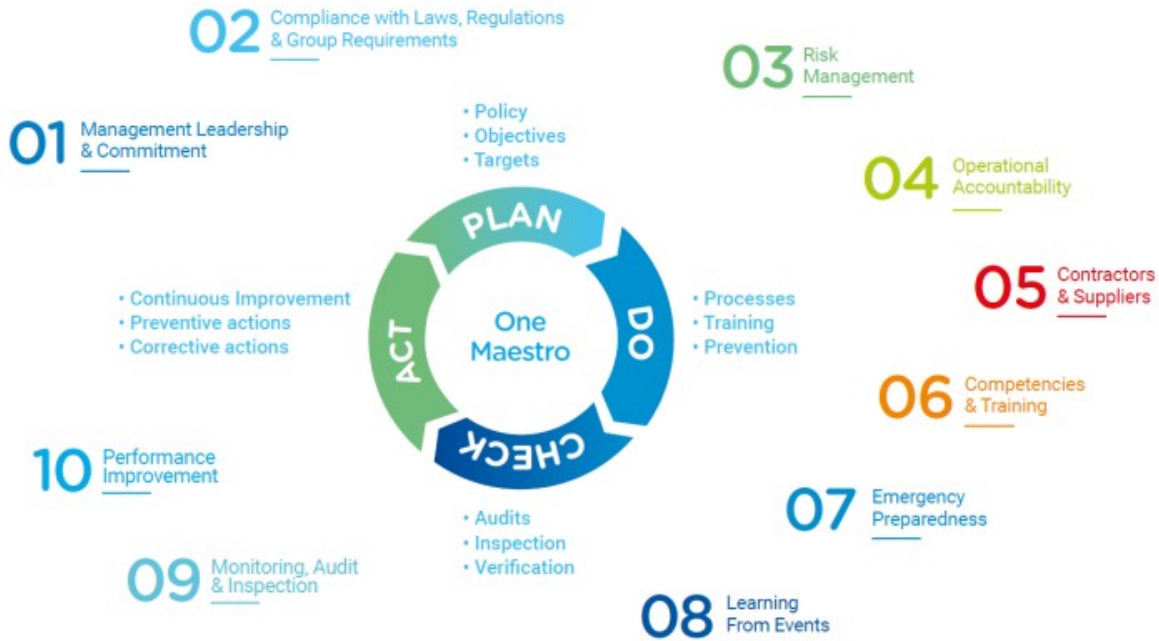 02 Compliance with Laws, Regulations
& Group Requirements
03 Risk
Management
01 Management Leadership
& Commitment
• Policy
• Objectives
• Targets
04 Operational
Accountability
PLAN
DO
CHECK
ACT
One
Maestro
• Continuous Improvement
• Preventive actions
• Corrective actions
• Processes
• Training
• Prevention
05 Contractors
& Suppliers
06 Competencies
& Training
10 Performance
Improvement
07 Emergency
Preparedness
• Audits
• Inspection
• Verification
09 Monitoring, Audit
& Inspection
08 Learning
From Events